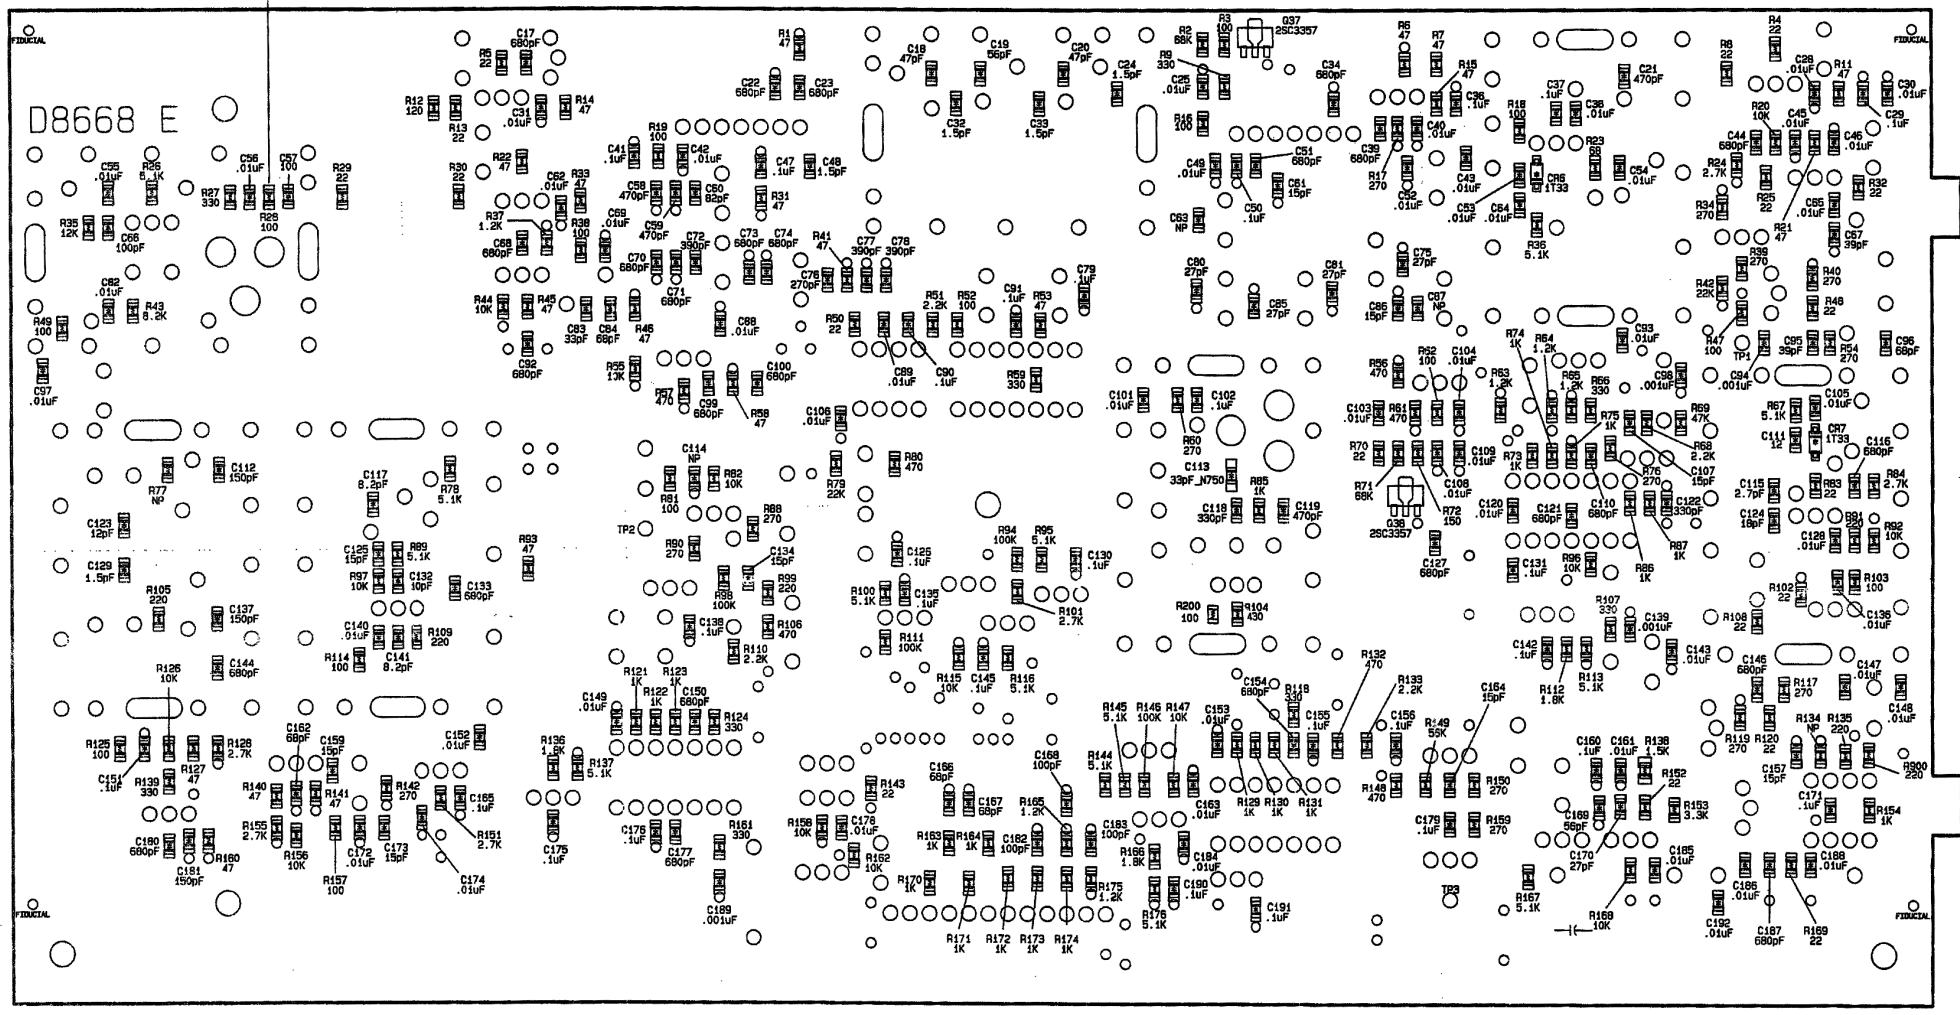 FIDUCIAL
C17
680pF
R5
22
R1
47
C18
47pF
C19
56pF
C20
47pF
R2
68K
R3
100
Q37
2SC3357
R6
47
R7
47
R4
22
FIDUCIAL
R9
330
C22
680pF
C23
680pF
C24
1.5pF
C25
.01uF
C34
680pF
R15
47
C36
.1uF
C37
.1uF
C38
.01uF
C21
470pF
R8
22
C28
.01uF
R11
47
C30
.01uF
D8668 E
R12
120
R13
22
C31
.01uF
R14
47
C32
1.5pF
C33
1.5pF
R16
100
R18
100
R20
10K
C45
.01uF
C29
.1uF
R19
100
C41
.1uF
C42
.01uF
C47
.1uF
C48
1.5pF
C49
.01uF
C51
680pF
C39
680pF
C40
.01uF
R23
68
C44
680pF
C46
.01uF
C55
.01uF
R26
5.1K
C56
.01uF
C57
100
R29
22
R30
22
R22
47
C62
.01uF
R33
47
C58
470pF
C60
82pF
R31
47
C61
15pF
R17
270
C43
.01uF
CR6
1T33
C54
.01uF
R24
2.7K
R25
22
R32
22
R27
330
R28
100
R35
12K
C66
100pF
R37
1.2K
R38
100
C69
.01uF
C59
470pF
C50
.1uF
C63
NP
C52
.01uF
C53
.01uF
C64
.01uF
R34
270
R21
47
C65
.01uF
C68
680pF
C70
680pF
C72
390pF
C73
680pF
C74
680pF
R41
47
C77
390pF
C78
390pF
R36
5.1K
R39
270
C67
39pF
C71
680pF
C76
270pF
C79
.1uF
C80
27pF
C81
27pF
C75
27pF
R42
22K
R40
270
C82
.01uF
R43
8.2K
R44
10K
R45
47
C83
33pF
C84
68pF
R46
47
C88
.01uF
R50
22
R51
2.2K
R52
100
C91
.1uF
R53
47
C85
27pF
C86
15pF
C87
NP
R48
22
R49
100
C92
680pF
R74
1K
R64
1.2K
C93
.01uF
R47
100
TP1
C95
39pF
R54
270
C96
68pF
C97
.01uF
R55
10K
R57
470
C99
680pF
R58
47
C100
680pF
C89
.01uF
C90
.1uF
R59
330
R56
470
R62
100
C104
.01uF
R63
1.2K
R65
1.2K
R66
330
C98
.001uF
C94
.001uF
C106
.01uF
C101
.01uF
C102
.1uF
R60
270
C103
.01uF
R61
470
R75
1K
R69
47K
R67
5.1K
C105
.01uF
C111
12
CR7
1T33
C116
680pF
C112
150pF
R77
NP
C117
8.2pF
R78
5.1K
C114
NP
R81
100
R82
10K
R79
22K
R80
470
C113
33pF_N750
R70
22
R71
68K
C109
.01uF
C108
.01uF
R73
1K
R76
270
R68
2.2K
C107
15pF
C115
2.7pF
R83
22
R84
2.7K
R85
1K
C118
330pF
C119
470pF
Q38
2SC3357
R72
150
C120
.01uF
C121
680pF
C110
680pF
C122
330pF
C124
18pF
R91
220
R92
10K
C123
12pF
TP2
R88
270
R90
270
C134
15pF
R94
100K
R95
5.1K
C126
.1uF
C130
.1uF
C127
680pF
R96
10K
R86
1K
R87
1K
C128
.01uF
C129
1.5pF
C125
15pF
R89
5.1K
R97
10K
C132
10pF
C133
680pF
R93
47
R98
100K
R99
220
R100
5.1K
C135
.1uF
R101
2.7K
C131
.1uF
R102
22
R103
100
C136
.01uF
R105
220
C137
150pF
C138
.1uF
R106
470
R200
100
R104
430
R107
330
C139
.001uF
R108
22
C140
.01uF
C141
8.2pF
R109
220
R110
2.2K
R111
100K
C142
.1uF
C143
.01uF
C144
680pF
R114
100
R115
10K
C145
.1uF
R116
5.1K
R132
470
R112
1.8K
R113
5.1K
C146
680pF
R117
270
C147
.01uF
R126
10K
R121
1K
R122
1K
R123
1K
C150
680pF
R124
330
C149
.01uF
C154
680pF
R118
330
R133
2.2K
C164
15pF
C148
.01uF
R125
100
R128
2.7K
C162
68pF
C159
15pF
C152
.01uF
R136
1.8K
R137
5.1K
R145
5.1K
R146
100K
R147
10K
C153
.01uF
C155
.1uF
C156
.1uF
R149
56K
R119
270
R120
22
R134
NP
R135
220
C151
.1uF
R139
330
R127
47
R140
47
R141
47
R142
270
C165
.1uF
R143
22
C166
68pF
C167
68pF
C168
100pF
R144
5.1K
C163
.01uF
R129
1K
R130
1K
R131
1K
R148
470
R150
270
C160
.1uF
C161
.01uF
R138
1.5K
R152
22
C157
15pF
R900
220
C180
680pF
C181
150pF
R160
47
R155
2.7K
R156
10K
R157
100
C172
.01uF
C173
15pF
R151
2.7K
C174
.01uF
C175
.1uF
C176
.1uF
C177
680pF
R161
330
R158
10K
C178
.01uF
R162
10K
R163
1K
R164
1K
C182
100pF
R165
1.2K
C183
100pF
R166
1.8K
C184
.01uF
C179
.1uF
R159
270
C169
56pF
C170
27pF
R153
3.3K
C171
.1uF
R154
1K
C185
.01uF
C186
.01uF
C188
.01uF
C189
.001uF
R170
1K
R171
1K
R172
1K
R173
1K
R174
1K
R175
1.2K
R176
5.1K
C190
.1uF
C191
.1uF
TP3
R167
5.1K
R168
10K
C192
.01uF
C187
680pF
R169
22
FIDUCIAL
FIDUCIAL